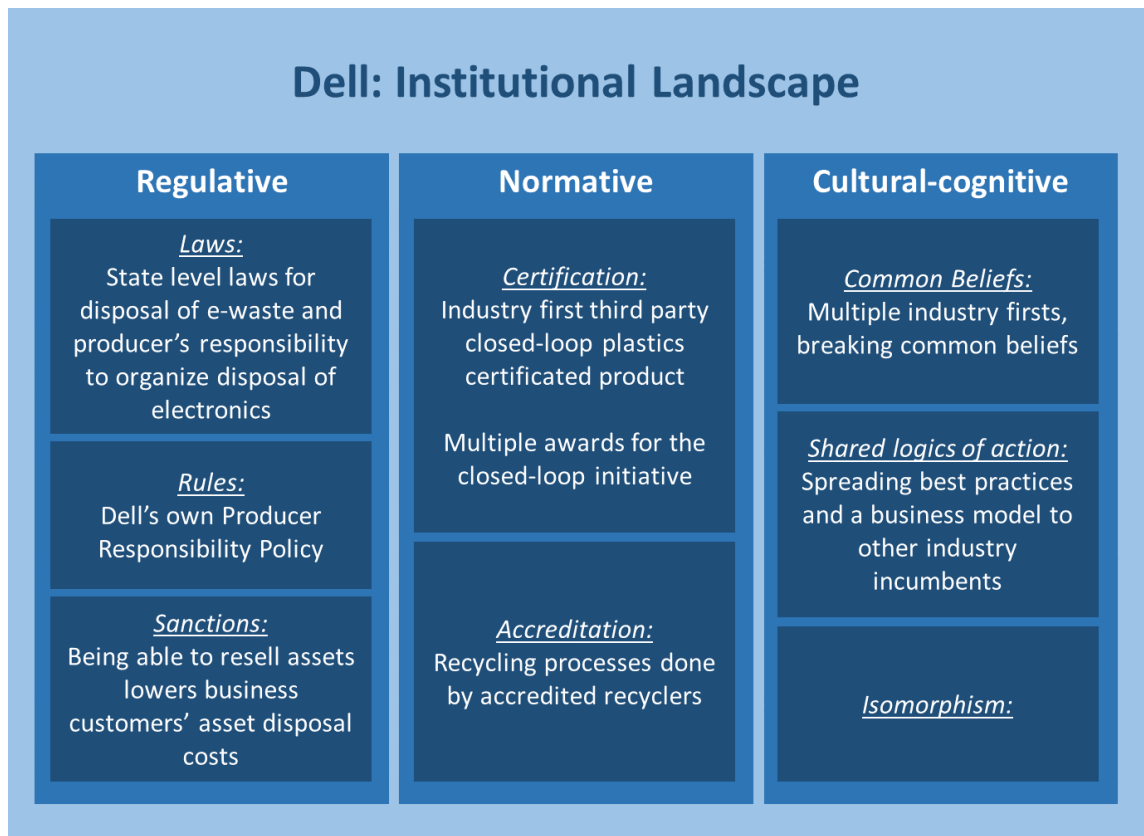 Dell: Institutional Landscape
Regulative
Laws:
State level laws for
disposal of e-waste and
producer’s responsibility
to organize disposal of
electronics
Rules:
Dell’s own Producer
Responsibility Policy
Sanctions:
Being able to resell assets
lowers business
customers’ asset disposal
costs
Normative
Certification:
Industry first third party
closed-loop plastics
certificated product
Multiple awards for the
closed-loop initiative
Accreditation:
Recycling processes done
by accredited recyclers
Cultural-cognitive
Common Beliefs:
Multiple industry firsts,
breaking common beliefs
Shared logics of action:
Spreading best practices
and a business model to
other industry
incumbents
Isomorphism: